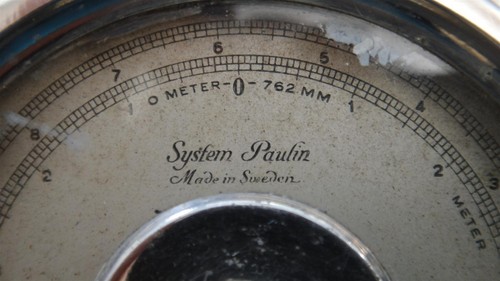 8 7 6 5 4 3
2 1 0 METER-0-762 MM 1 2
METER
System Paulin
Made in Sweden.